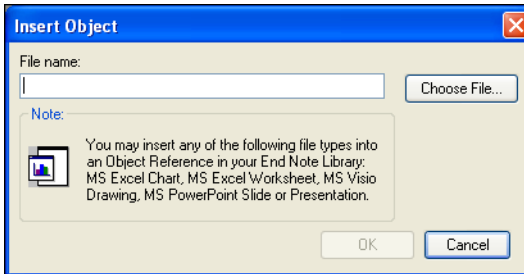 Insert Object
File name:
Choose File...
Note:
You may insert any of the following file types into
an Object Reference in your End Note Library:
MS Excel Chart, MS Excel Worksheet, MS Visio
Drawing, MS PowerPoint Slide or Presentation.
OK
Cancel